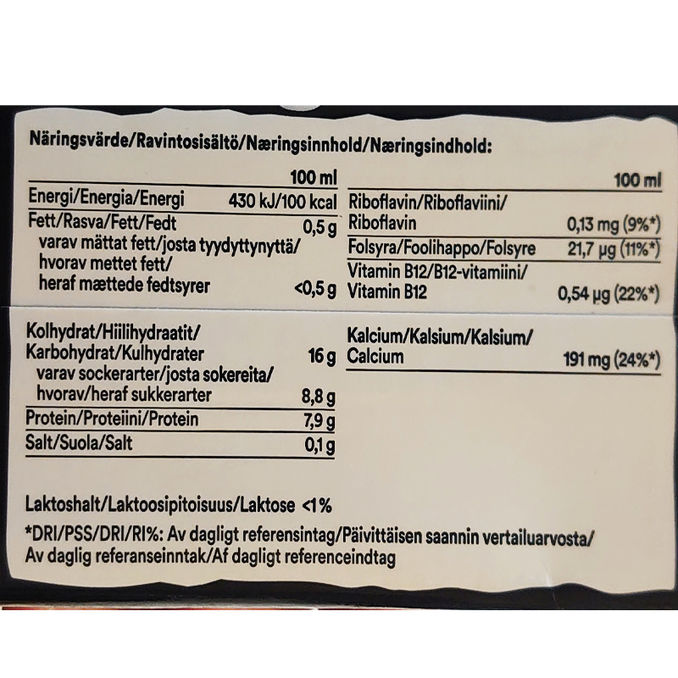 Näringsvärde/Ravintosisältö/Næringsinnhold/Næringsindhold:
100 ml
Energi/Energia/Energi 430 kJ/100 kcal
Fett/Rasva/Fett/Fedt 0,5 g
varav mättat fett/josta tyydyttynyttä/
hvorav mettet fett/
heraf mættede fedtsyrer <0,5 g
Kolhydrat/Hiilihydraatit/
Karbohydrat/Kulhydrater 16 g
varav sockerarter/josta sokereita/
hvorav/heraf sukkerarter 8,8 g
Protein/Proteiini/Protein 7,9 g
Salt/Suola/Salt 0,1 g
100 ml
Riboflavin/Riboflaviini/
Riboflavin 0,13 mg (9%*)
Folsyra/Foolihappo/Folsyre 21,7 µg (11%*)
Vitamin B12/B12-vitamiini/
Vitamin B12 0,54 µg (22%*)
Kalcium/Kalsium/Kalsium/
Calcium 191 mg (24%*)
Laktoshalt/Laktoosipitoisuus/Laktose <1%
*DRI/PSS/DRI/RI%: Av dagligt referensintag/Päivittäisen saannin vertailuarvosta/
Av daglig referanseinntak/Af dagligt referenceindtag